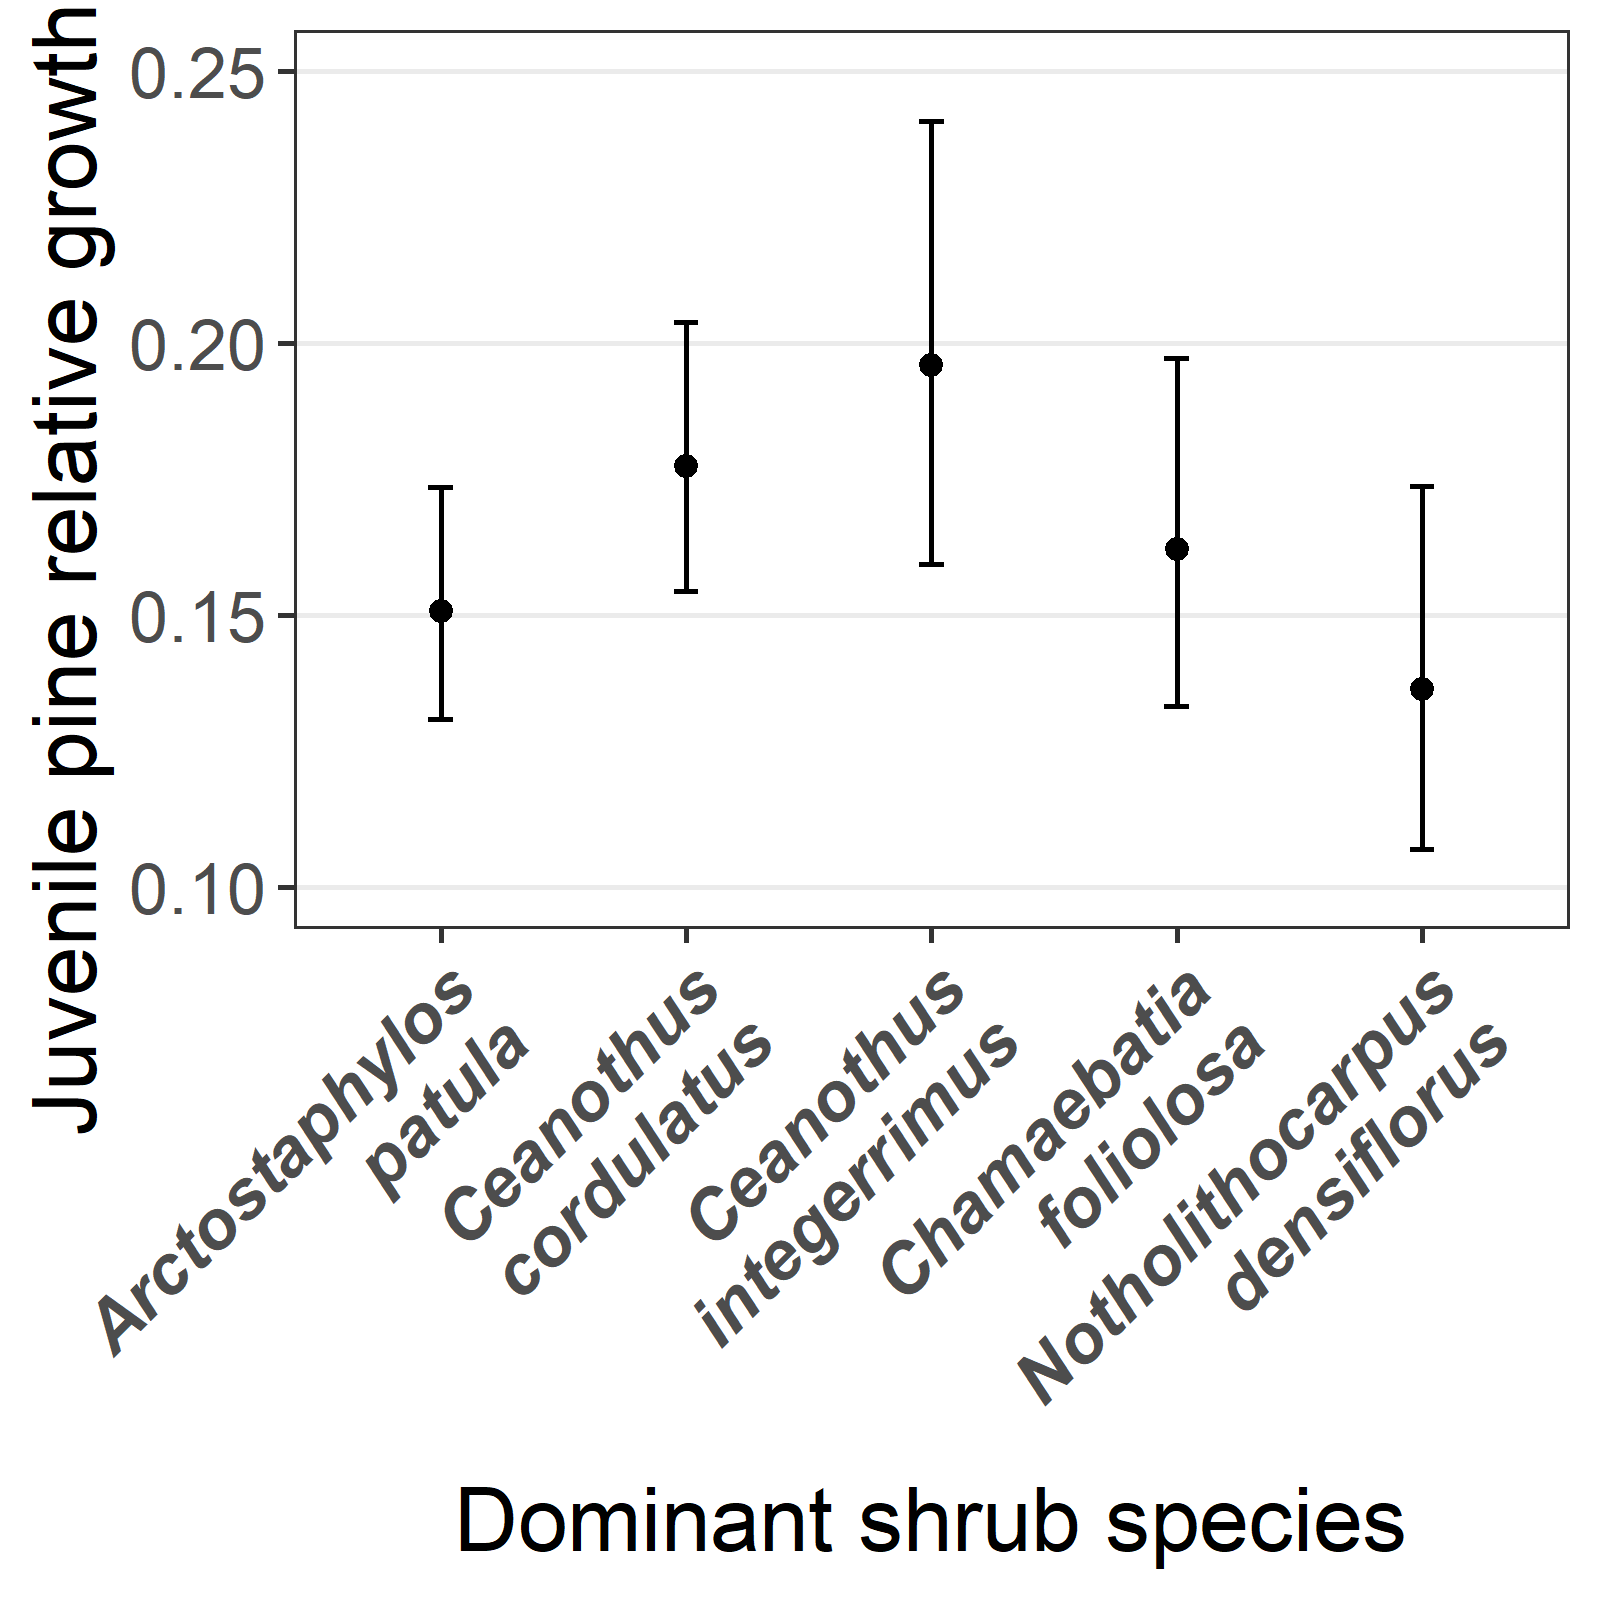 Juvenile pine relative growth
0.25
0.20
0.15
0.10
Arctostaphylos
patula
Ceanothus
cordulatus
Ceanothus
integerrimus
Chamaebatia
foliolosa
Notholithocarpus
densiflorus
Dominant shrub species